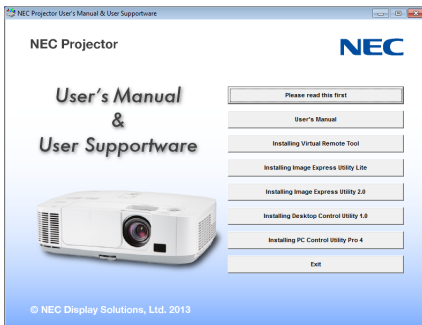 NEC Projector User's Manual & User Supportware
NEC Projector
NEC
User's Manual
&
User Supportware
Please read this first
User's Manual
Installing Virtual Remote Tool
Installing Image Express Utility Lite
Installing Image Express Utility 2.0
Installing Desktop Control Utility 1.0
Installing PC Control Utility Pro 4
Exit
© NEC Display Solutions, Ltd. 2013